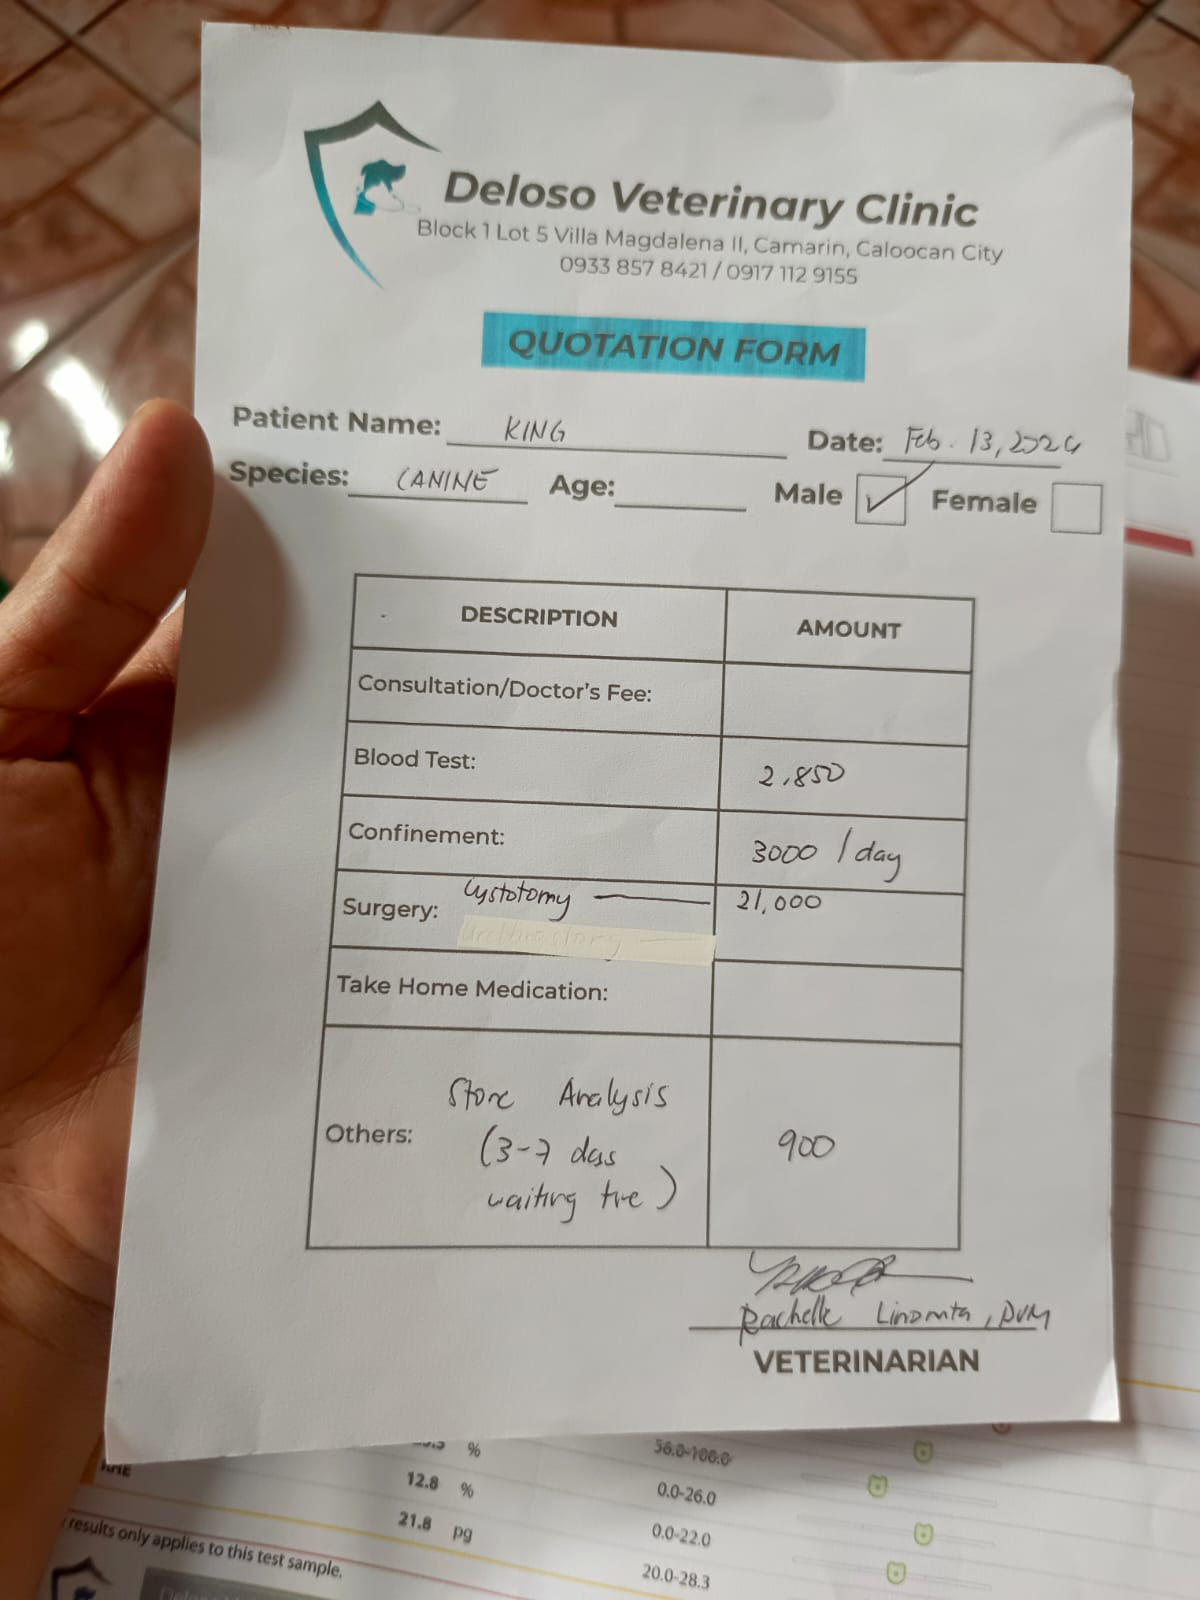 Deloso Veterinary Clinic
Block 1 Lot 5 Villa Magdalena II, Camarin, Caloocan City
0933 857 8421 / 0917 112 9155
QUOTATION FORM
Patient Name: KING Date: Feb. 13, 2024
Species: CANINE Age: Male ✓ Female
DESCRIPTION AMOUNT
Consultation/Doctor's Fee:
Blood Test: 2,850
Confinement: 3000 / day
Surgery: Cystotomy — 21,000
Take Home Medication:
Others: Stone Analysis
(3-7 days
waiting time)
900
Rachelle
, DVM
VETERINARIAN
% 56.0-100.0
12.8 % 0.0-26.0
21.8 pg 0.0-22.0
20.0-28.3
results only applies to this test sample.